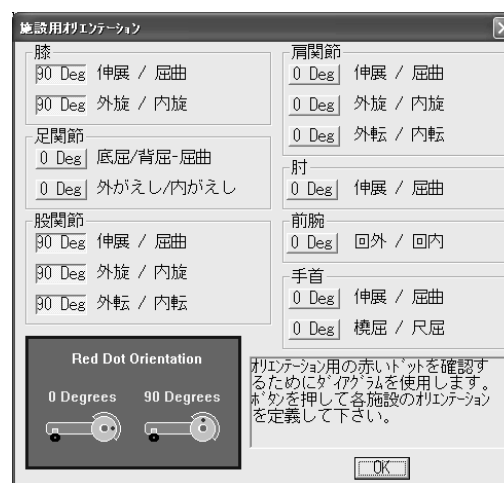 施設用オリエンテーション
膝
90 Deg 伸展 / 屈曲
90 Deg 外旋 / 内旋
足関節
0 Deg 底屈/背屈-屈曲
0 Deg 外がえし/内がえし
股関節
90 Deg 伸展 / 屈曲
90 Deg 外旋 / 内旋
90 Deg 外転 / 内転
肩関節
0 Deg 伸展 / 屈曲
0 Deg 外旋 / 内旋
0 Deg 外転 / 内転
肘
0 Deg 伸展 / 屈曲
前腕
0 Deg 回外 / 回内
手首
0 Deg 伸展 / 屈曲
0 Deg 橈屈 / 尺屈
Red Dot Orientation
0 Degrees 90 Degrees
オリエンテーション用の赤いドットを確認す
るためにダイアグラムを使用します。
ボタンを押して各施設のオリエンテーション
を定義して下さい。
OK